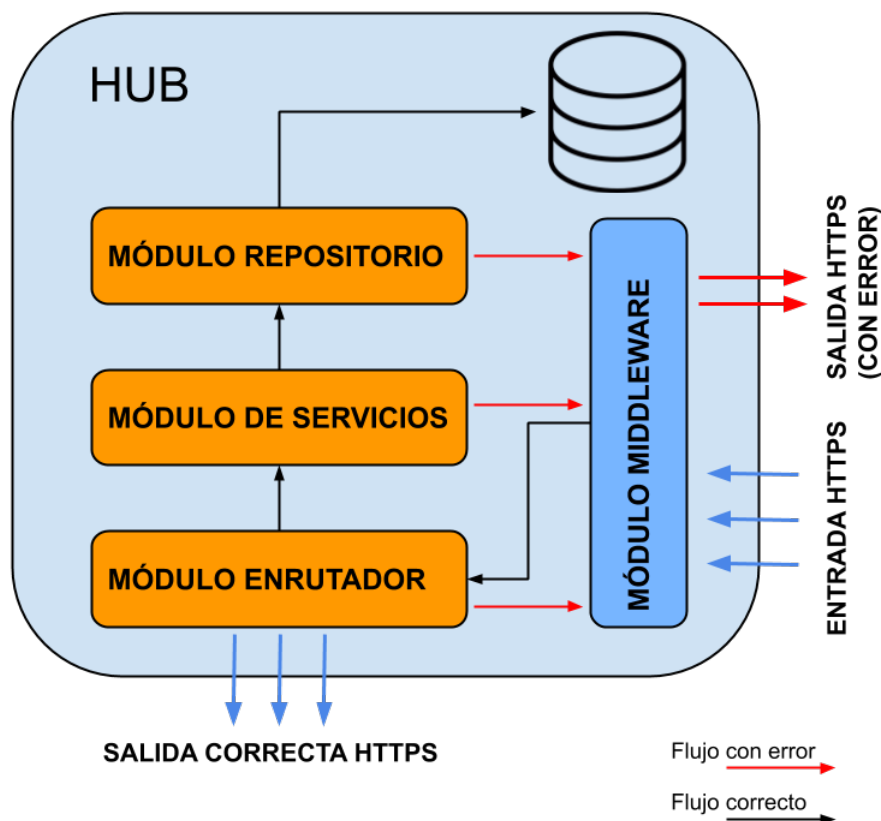 HUB
MÓDULO REPOSITORIO
MÓDULO DE SERVICIOS
MÓDULO ENRUTADOR
MÓDULO MIDDLEWARE
SALIDA HTTPS
(CON ERROR)
ENTRADA HTTPS
SALIDA CORRECTA HTTPS
Flujo con error
Flujo correcto